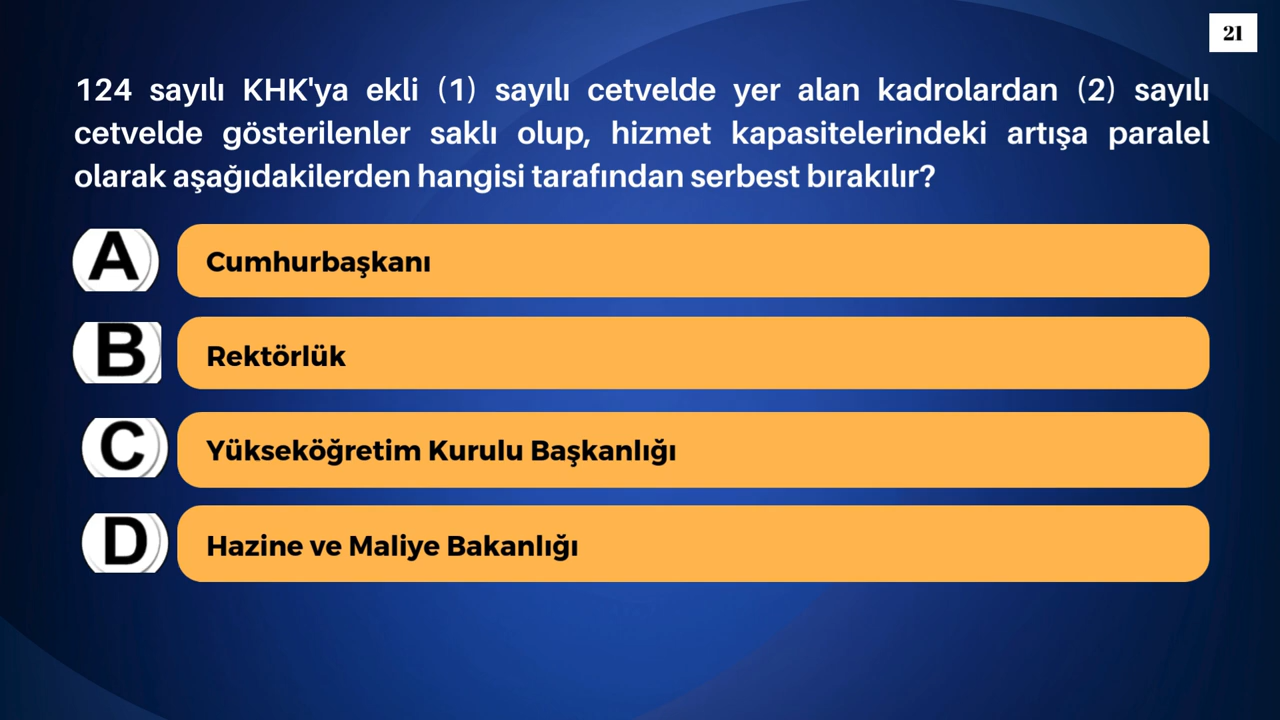 21
124 sayılı KHK'ya ekli (1) sayılı cetvelde yer alan kadrolardan (2) sayılı
cetvelde gösterilenler saklı olup, hizmet kapasitelerindeki artışa paralel
olarak aşağıdakilerden hangisi tarafından serbest bırakılır?
A Cumhurbaşkanı
B Rektörlük
C Yükseköğretim Kurulu Başkanlığı
D Hazine ve Maliye Bakanlığı